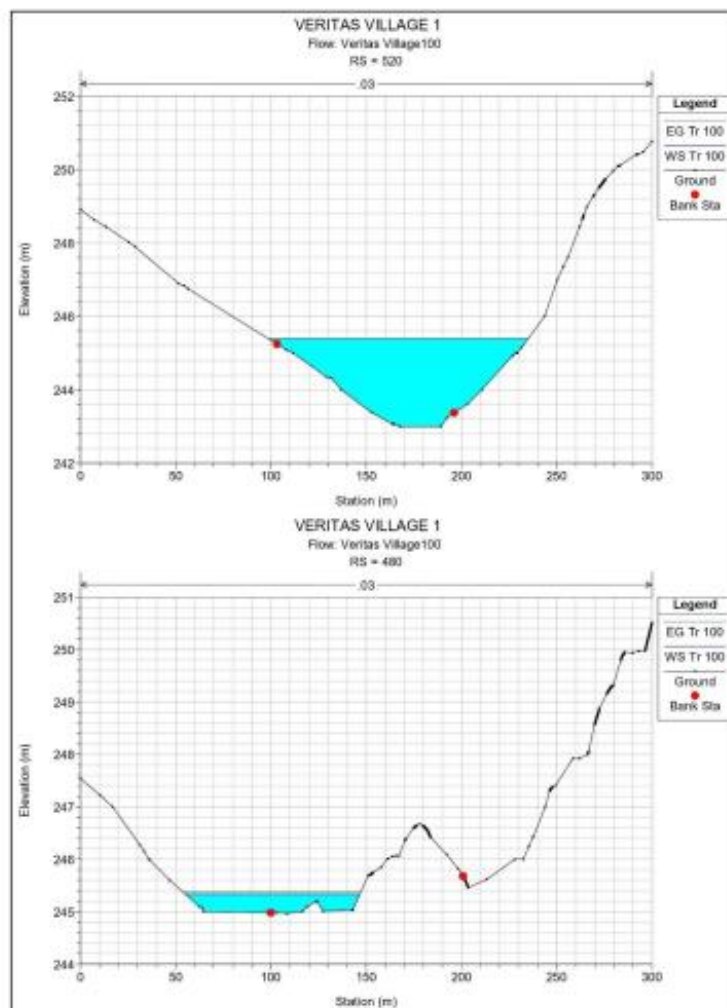 VERITAS VILLAGE 1
Flow: Veritas Village100
RS = 520
.03
252
250
248
246
244
242
Elevation (m)
0 50 100 150 200 250 300
Station (m)
Legend
EG Tr 100
WS Tr 100
Ground
Bank Sta
VERITAS VILLAGE 1
Flow: Veritas Village100
RS = 480
.03
251
250
249
248
247
246
245
244
Elevation (m)
0 50 100 150 200 250 300
Station (m)
Legend
EG Tr 100
WS Tr 100
Ground
Bank Sta